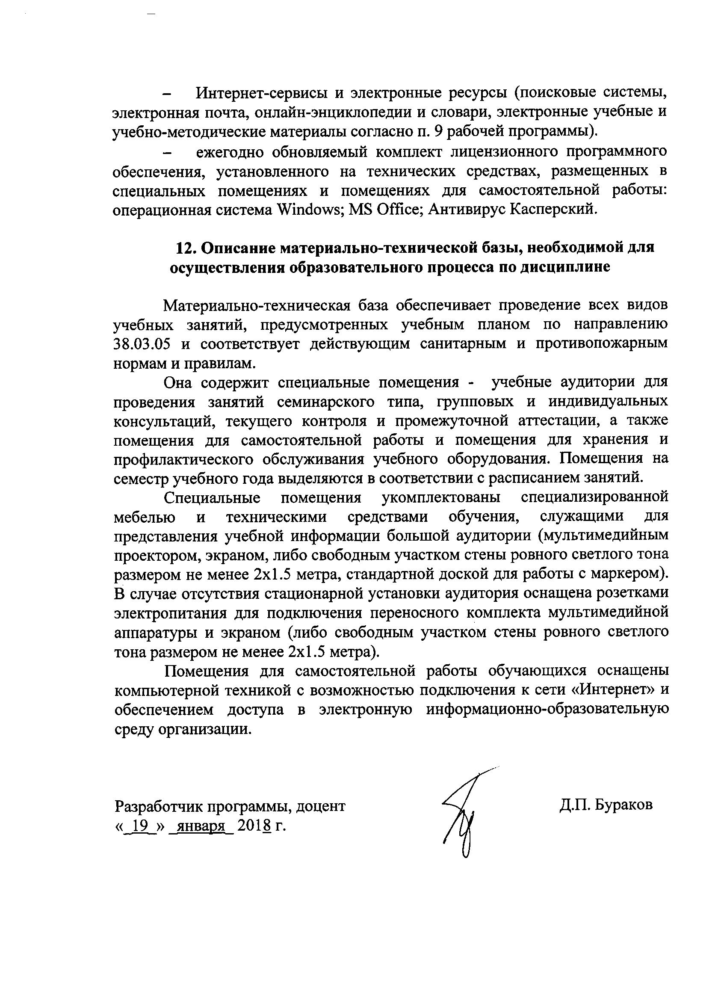 – Интернет-сервисы и электронные ресурсы (поисковые системы,
электронная почта, онлайн-энциклопедии и словари, электронные учебные и
учебно-методические материалы согласно п. 9 рабочей программы).
– ежегодно обновляемый комплект лицензионного программного
обеспечения, установленного на технических средствах, размещенных в
специальных помещениях и помещениях для самостоятельной работы:
операционная система Windows; MS Office; Антивирус Касперский.
12. Описание материально-технической базы, необходимой для
осуществления образовательного процесса по дисциплине
Материально-техническая база обеспечивает проведение всех видов
учебных занятий, предусмотренных учебным планом по направлению
38.03.05 и соответствует действующим санитарным и противопожарным
нормам и правилам.
Она содержит специальные помещения - учебные аудитории для
проведения занятий семинарского типа, групповых и индивидуальных
консультаций, текущего контроля и промежуточной аттестации, а также
помещения для самостоятельной работы и помещения для хранения и
профилактического обслуживания учебного оборудования. Помещения на
семестр учебного года выделяются в соответствии с расписанием занятий.
Специальные помещения укомплектованы специализированной
мебелью и техническими средствами обучения, служащими для
представления учебной информации большой аудитории (мультимедийным
проектором, экраном, либо свободным участком стены ровного светлого тона
размером не менее 2х1.5 метра, стандартной доской для работы с маркером).
В случае отсутствия стационарной установки аудитория оснащена розетками
электропитания для подключения переносного комплекта мультимедийной
аппаратуры и экраном (либо свободным участком стены ровного светлого
тона размером не менее 2х1.5 метра).
Помещения для самостоятельной работы обучающихся оснащены
компьютерной техникой с возможностью подключения к сети «Интернет» и
обеспечением доступа в электронную информационно-образовательную
среду организации.
Разработчик программы, доцент Д.П. Бураков
«_19_» _января_ 2018 г.